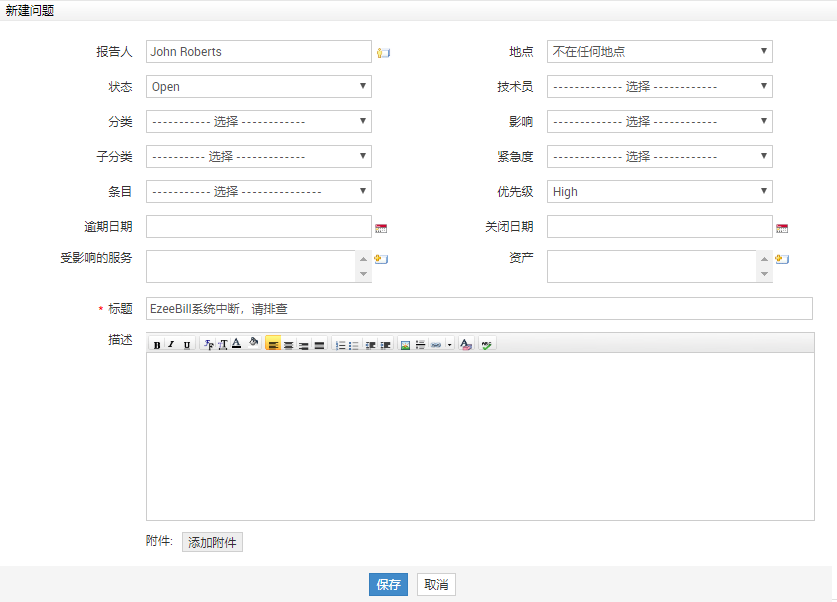 新建问题
报告人 John Roberts 地点 不在任何地点
状态 Open 技术员 ------------- 选择 ------------
分类 ----------- 选择 ------------ 影响 ------------- 选择 ------------
子分类 ---------- 选择 ------------- 紧急度 ------------- 选择 ------------
条目 ----------- 选择 --------------- 优先级 High
逾期日期 关闭日期
受影响的服务 资产
* 标题 EzeeBill系统中断，请排查
描述
B I U
附件: 添加附件
保存 取消